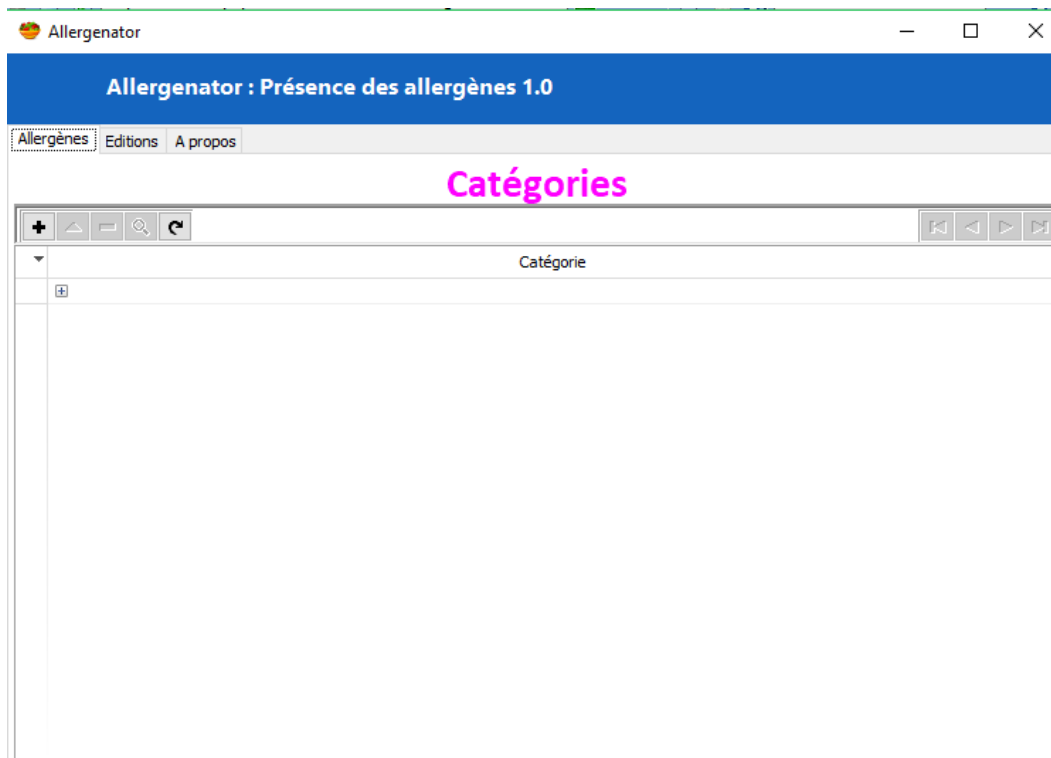 Allergenator
Allergenator : Présence des allergènes 1.0
Allergènes Editions A propos
Catégories
Catégorie